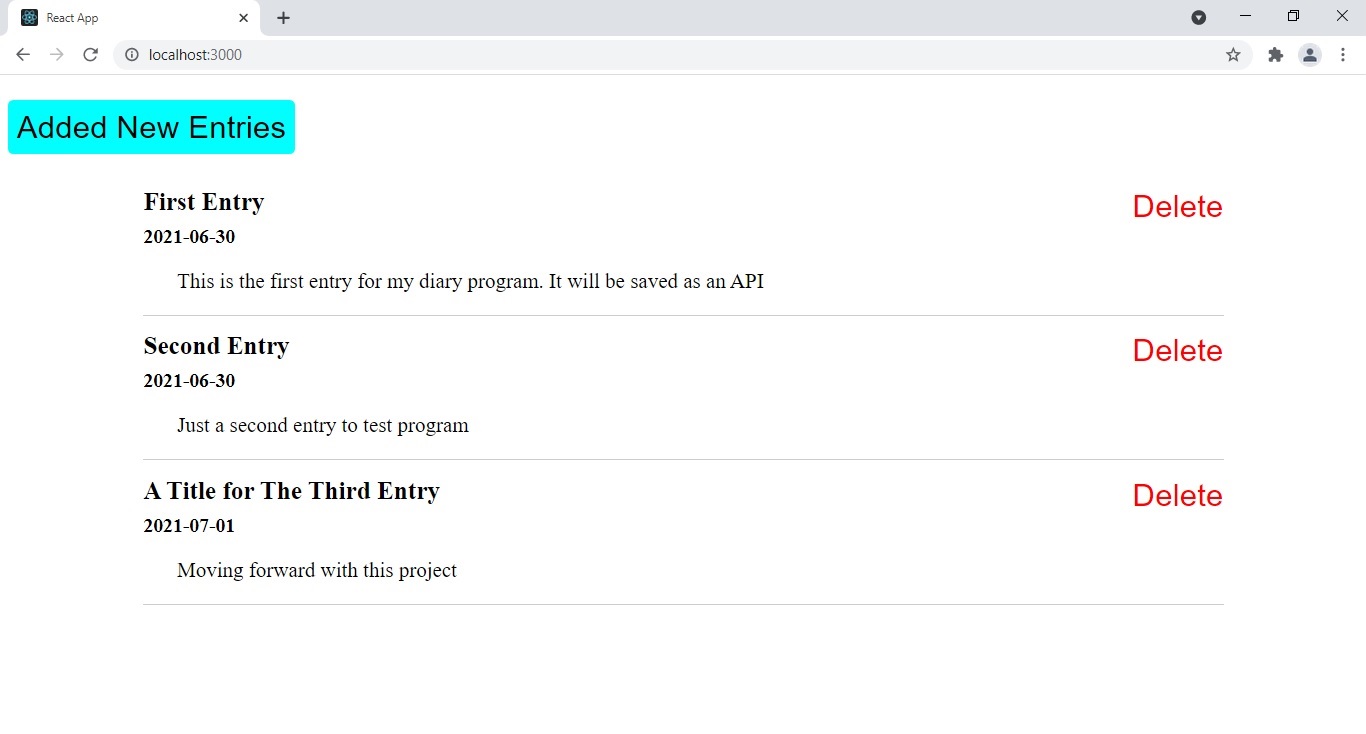 React App
localhost:3000
Added New Entries
First Entry
Delete
2021-06-30
This is the first entry for my diary program. It will be saved as an API
Second Entry
Delete
2021-06-30
Just a second entry to test program
A Title for The Third Entry
Delete
2021-07-01
Moving forward with this project